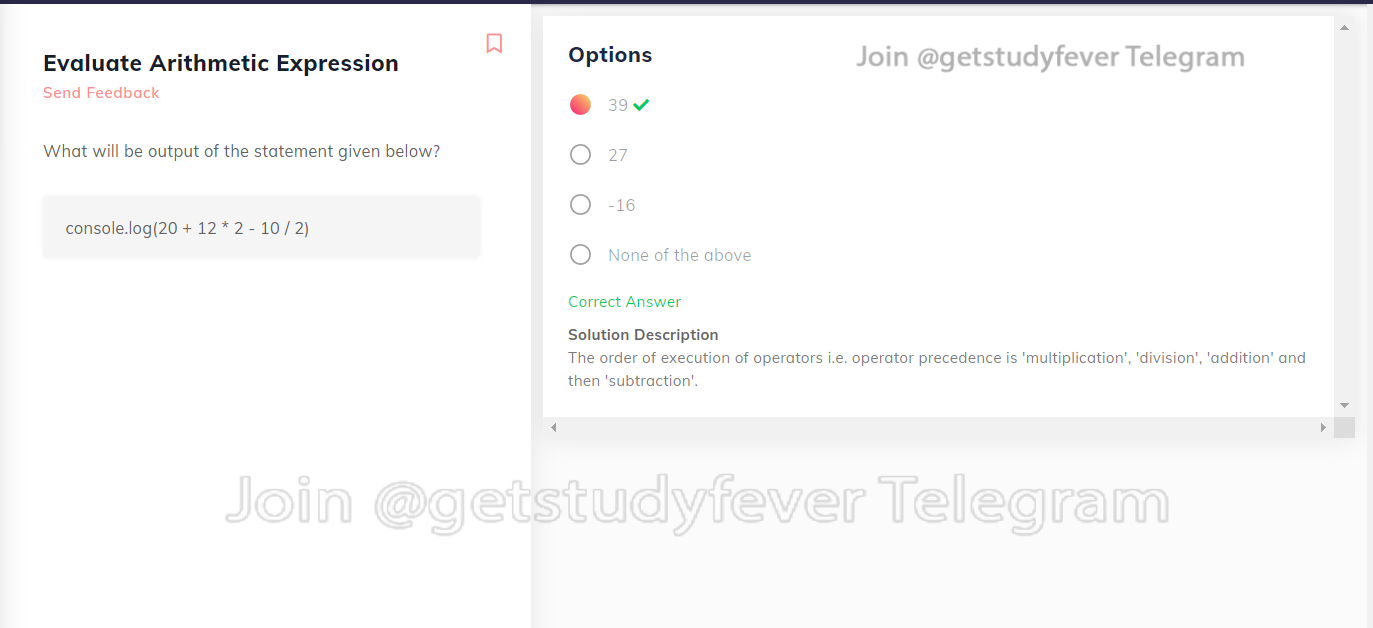 Evaluate Arithmetic Expression
Send Feedback
What will be output of the statement given below?
console.log(20 + 12 * 2 - 10 / 2)
Options
Join @getstudyfever Telegram
39
27
-16
None of the above
Correct Answer
Solution Description
The order of execution of operators i.e. operator precedence is 'multiplication', 'division', 'addition' and
then 'subtraction'.
Join @getstudyfever Telegram